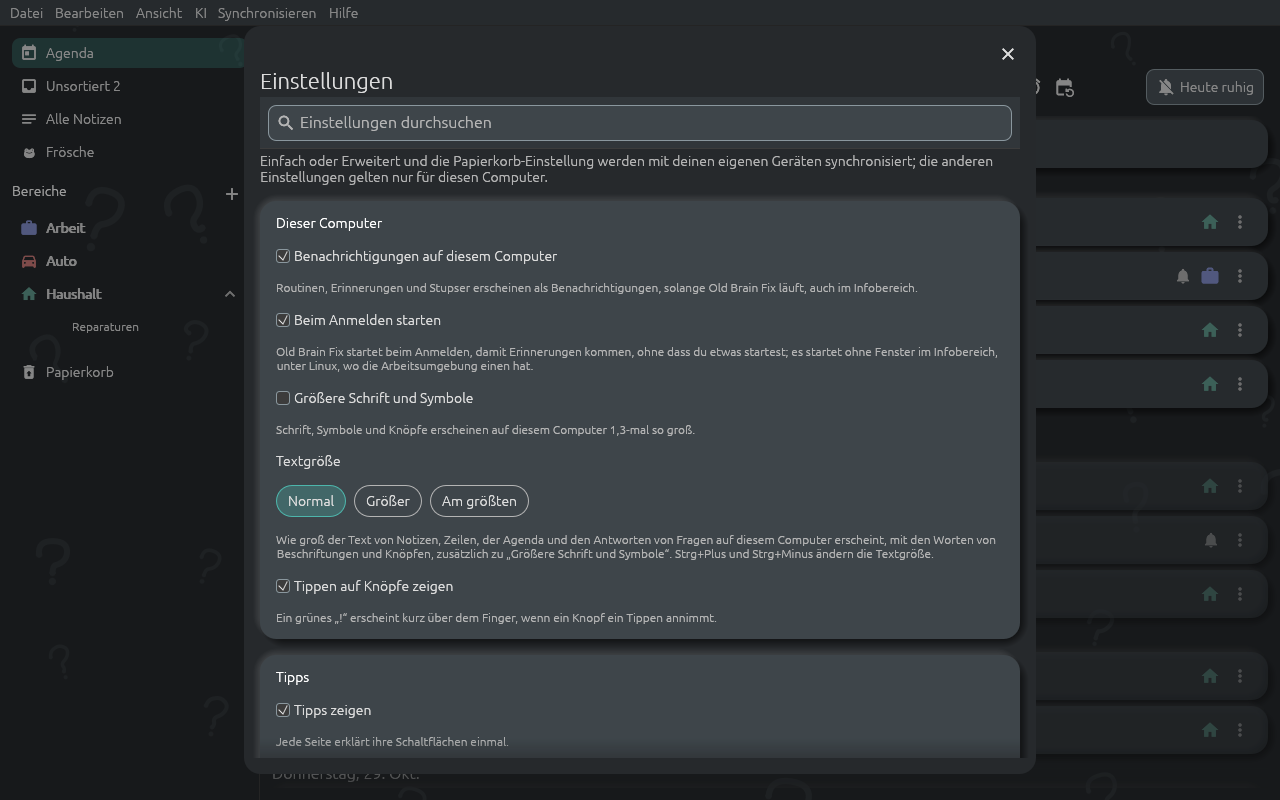 Datei Bearbeiten Ansicht KI Synchronisieren Hilfe
Agenda
Unsortiert 2
Alle Notizen
Frösche
Bereiche
Arbeit
Auto
Haushalt
Reparaturen
Papierkorb
Heute ruhig
Einstellungen
Einstellungen durchsuchen
Einfach oder Erweitert und die Papierkorb-Einstellung werden mit deinen eigenen Geräten synchronisiert; die anderen
Einstellungen gelten nur für diesen Computer.
Dieser Computer
Benachrichtigungen auf diesem Computer
Routinen, Erinnerungen und Stupser erscheinen als Benachrichtigungen, solange Old Brain Fix läuft, auch im Infobereich.
Beim Anmelden starten
Old Brain Fix startet beim Anmelden, damit Erinnerungen kommen, ohne dass du etwas startest; es startet ohne Fenster im Infobereich,
unter Linux, wo die Arbeitsumgebung einen hat.
Größere Schrift und Symbole
Schrift, Symbole und Knöpfe erscheinen auf diesem Computer 1,3-mal so groß.
Textgröße
Normal Größer Am größten
Wie groß der Text von Notizen, Zeilen, der Agenda und den Antworten von Fragen auf diesem Computer erscheint, mit den Worten von
Beschriftungen und Knöpfen, zusätzlich zu „Größere Schrift und Symbole“. Strg+Plus und Strg+Minus ändern die Textgröße.
Tippen auf Knöpfe zeigen
Ein grünes „!“ erscheint kurz über dem Finger, wenn ein Knopf ein Tippen annimmt.
Tipps
Tipps zeigen
Jede Seite erklärt ihre Schaltflächen einmal.
Donnerstag, 29. Okt.